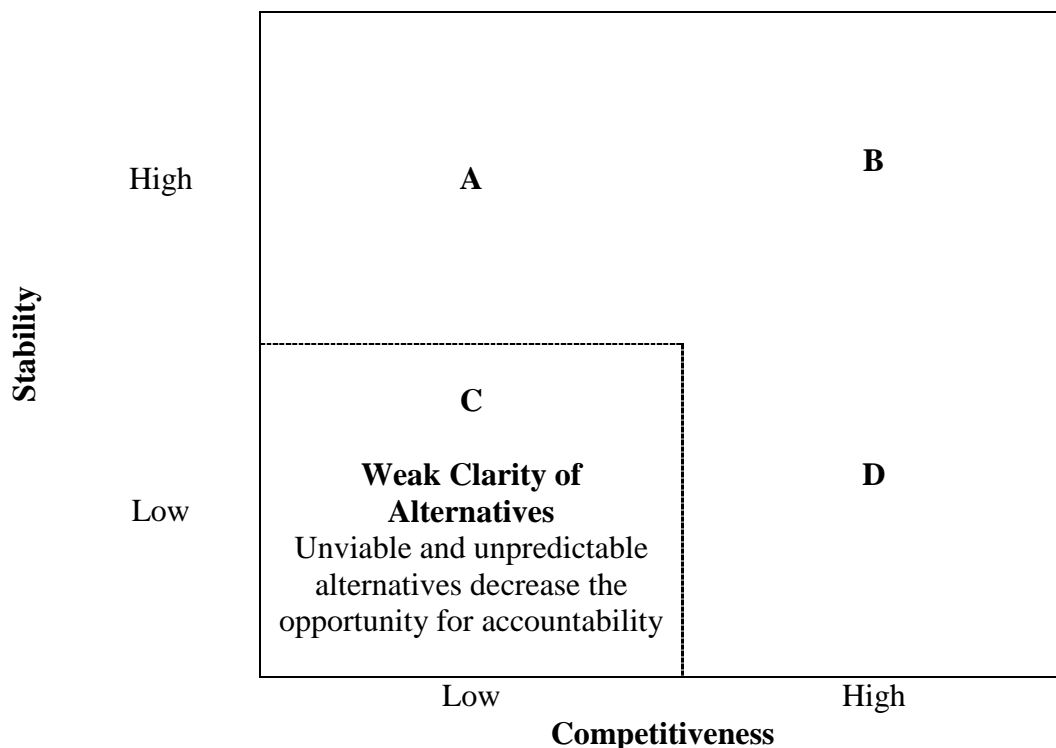 B
High
A
Stability
C
Weak Clarity of
Alternatives
D
Low
Unviable and unpredictable
alternatives decrease the
opportunity for accountability
Low
High
Competitiveness